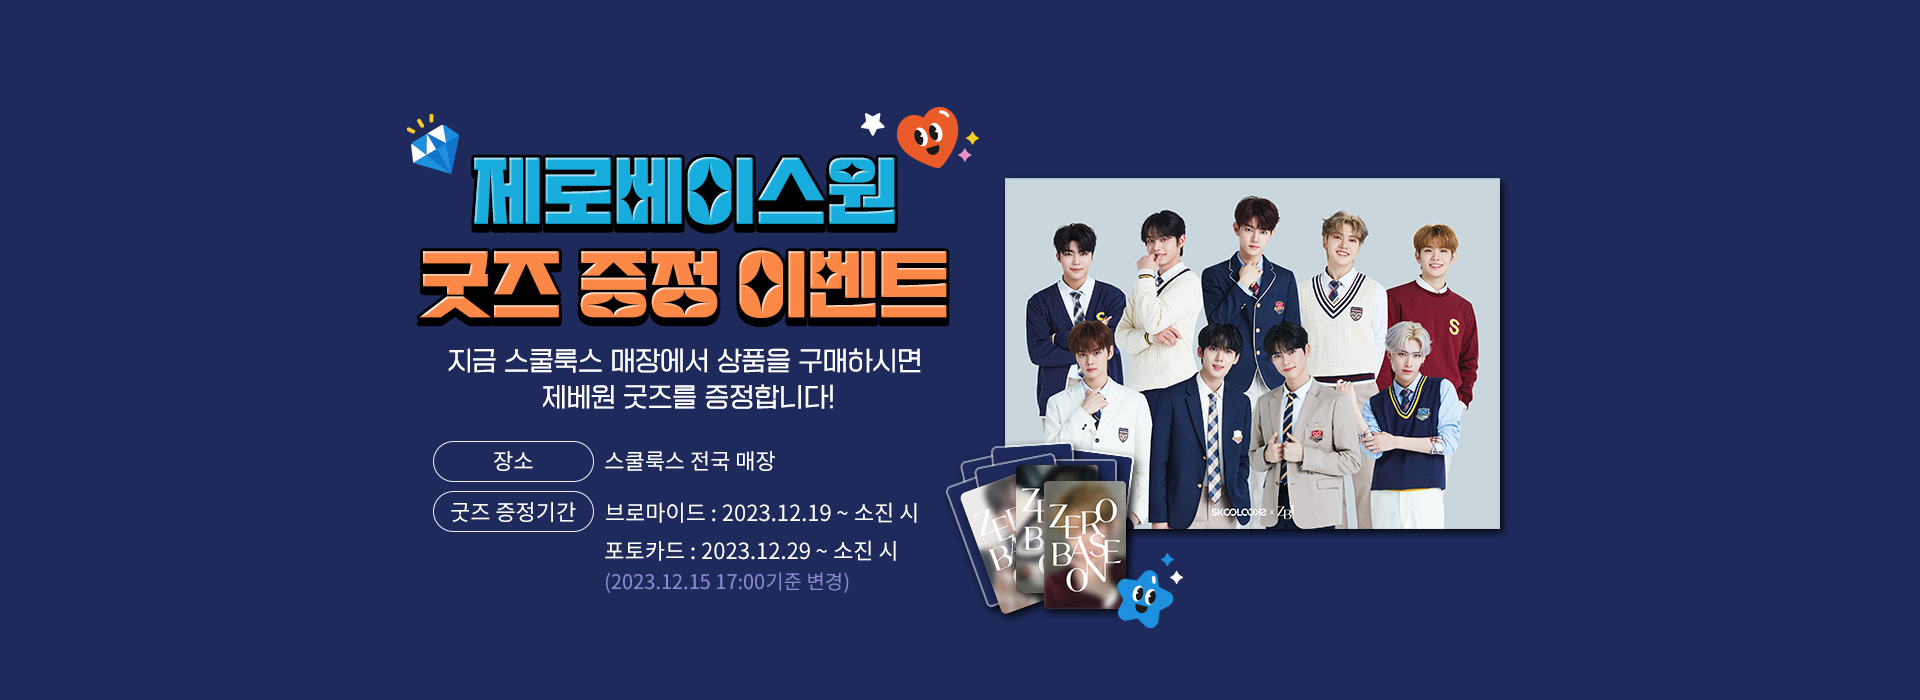 제로베이스원
굿즈 증정 이벤트
지금 스쿨룩스 매장에서 상품을 구매하시면
제베원 굿즈를 증정합니다!
장소 스쿨룩스 전국 매장
굿즈 증정기간 브로마이드 : 2023.12.19 ~ 소진 시
포토카드 : 2023.12.29 ~ 소진 시
(2023.12.15 17:00기준 변경)
SKOOLOOKS x ZB1
ZERO
BASE
ON
C
S